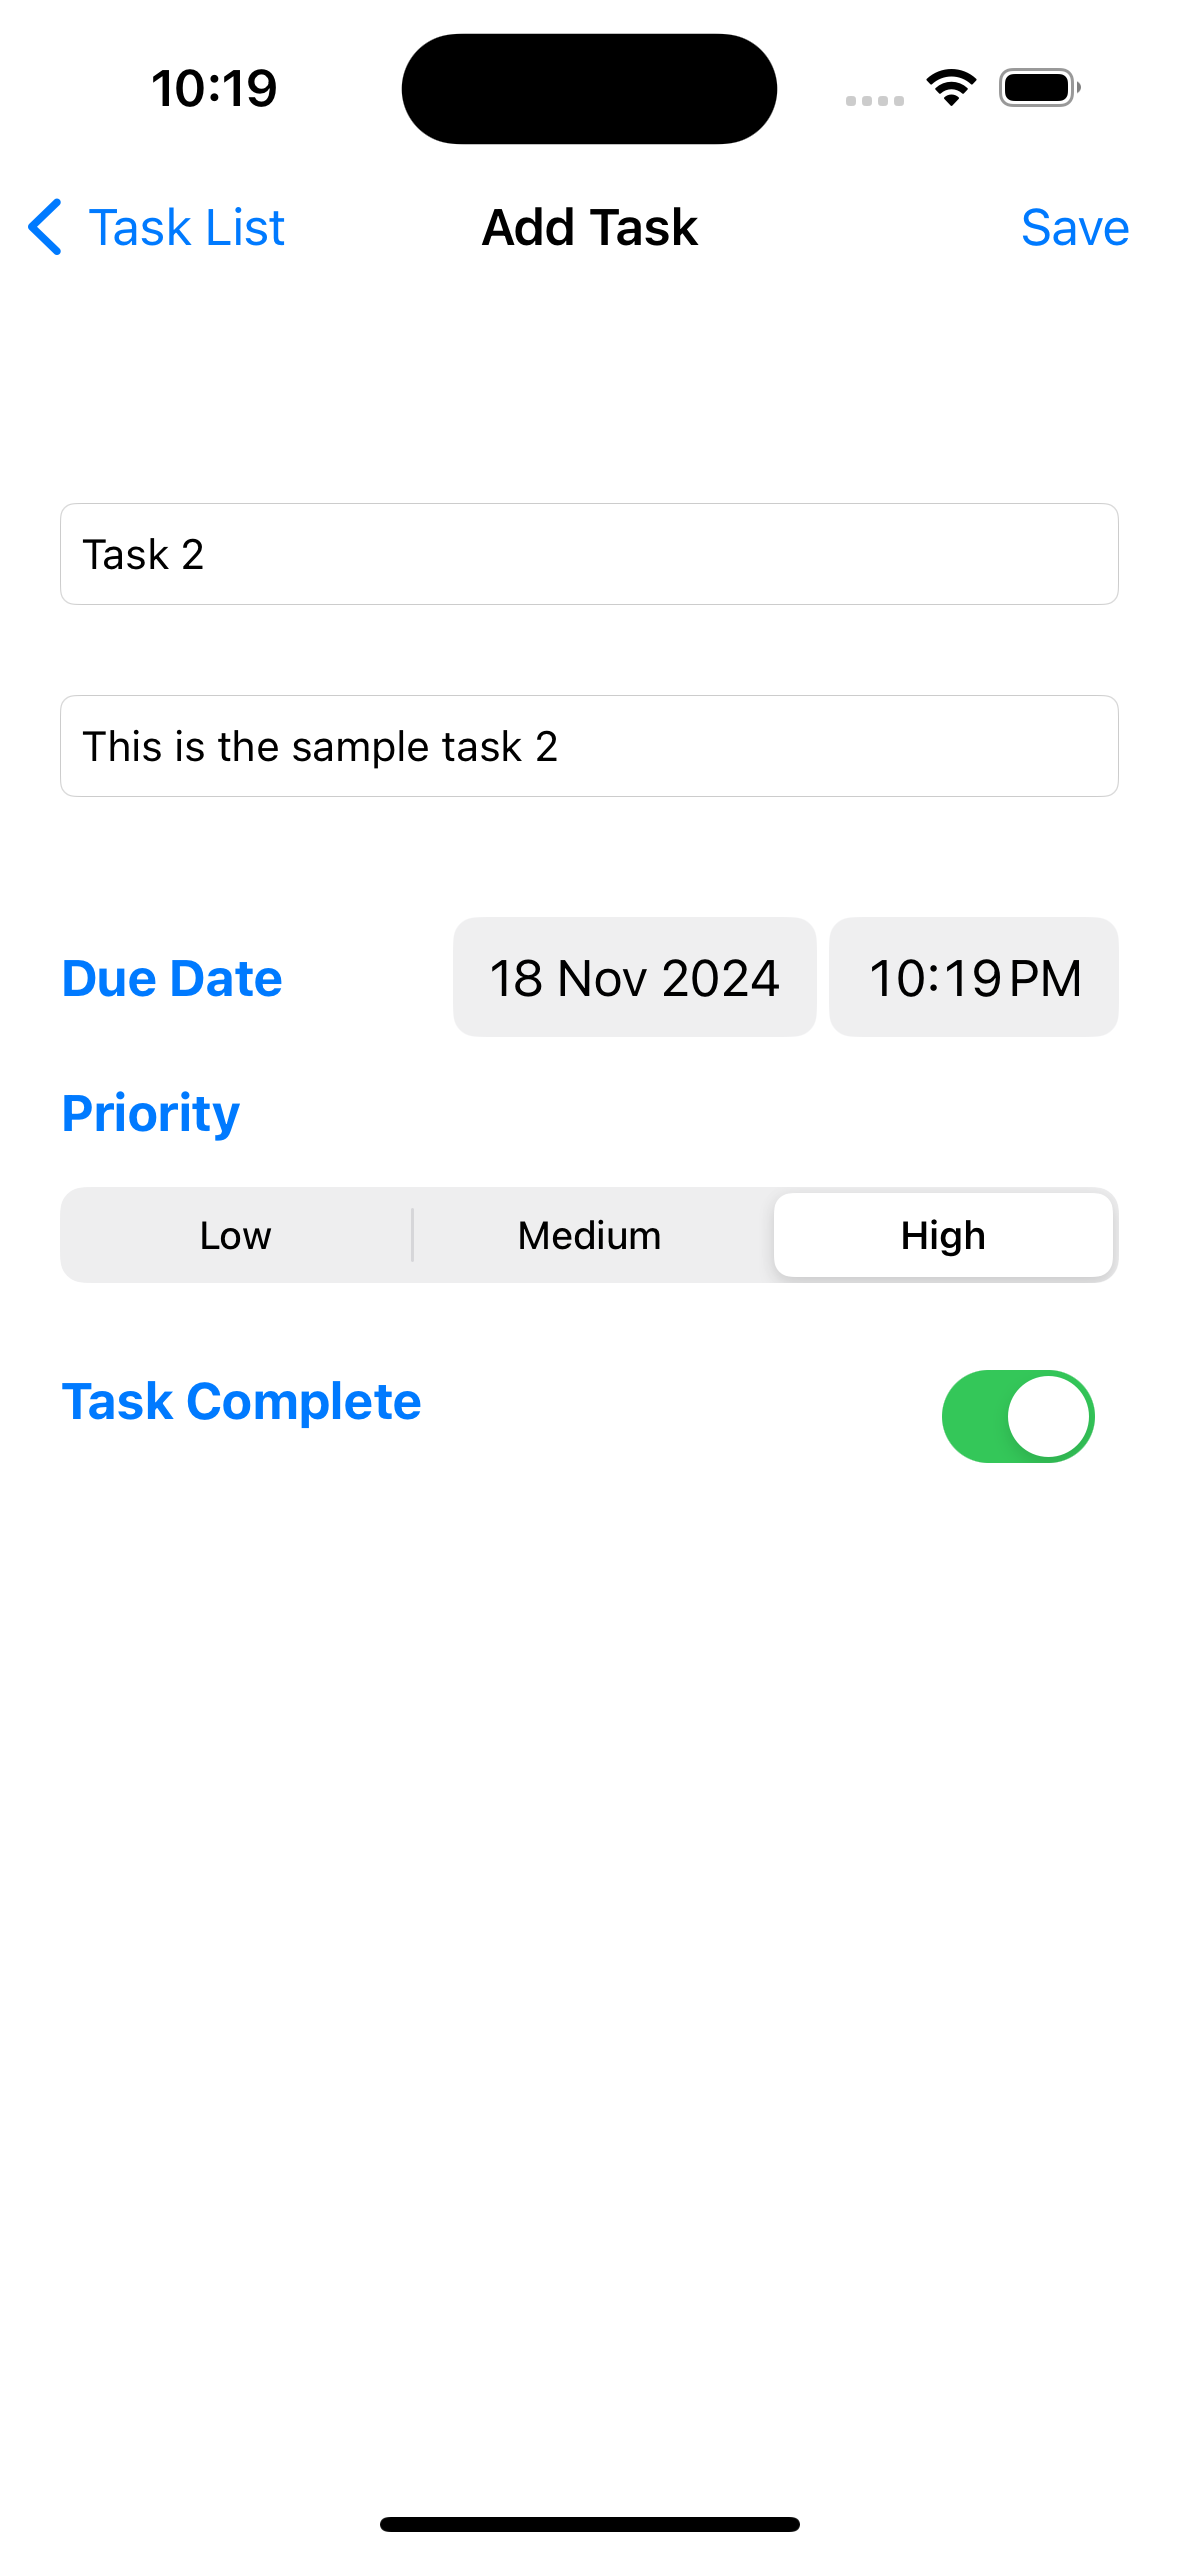 10:19
Task List Add Task Save
Task 2
This is the sample task 2
Due Date 18 Nov 2024 10:19 PM
Priority
Low Medium High
Task Complete